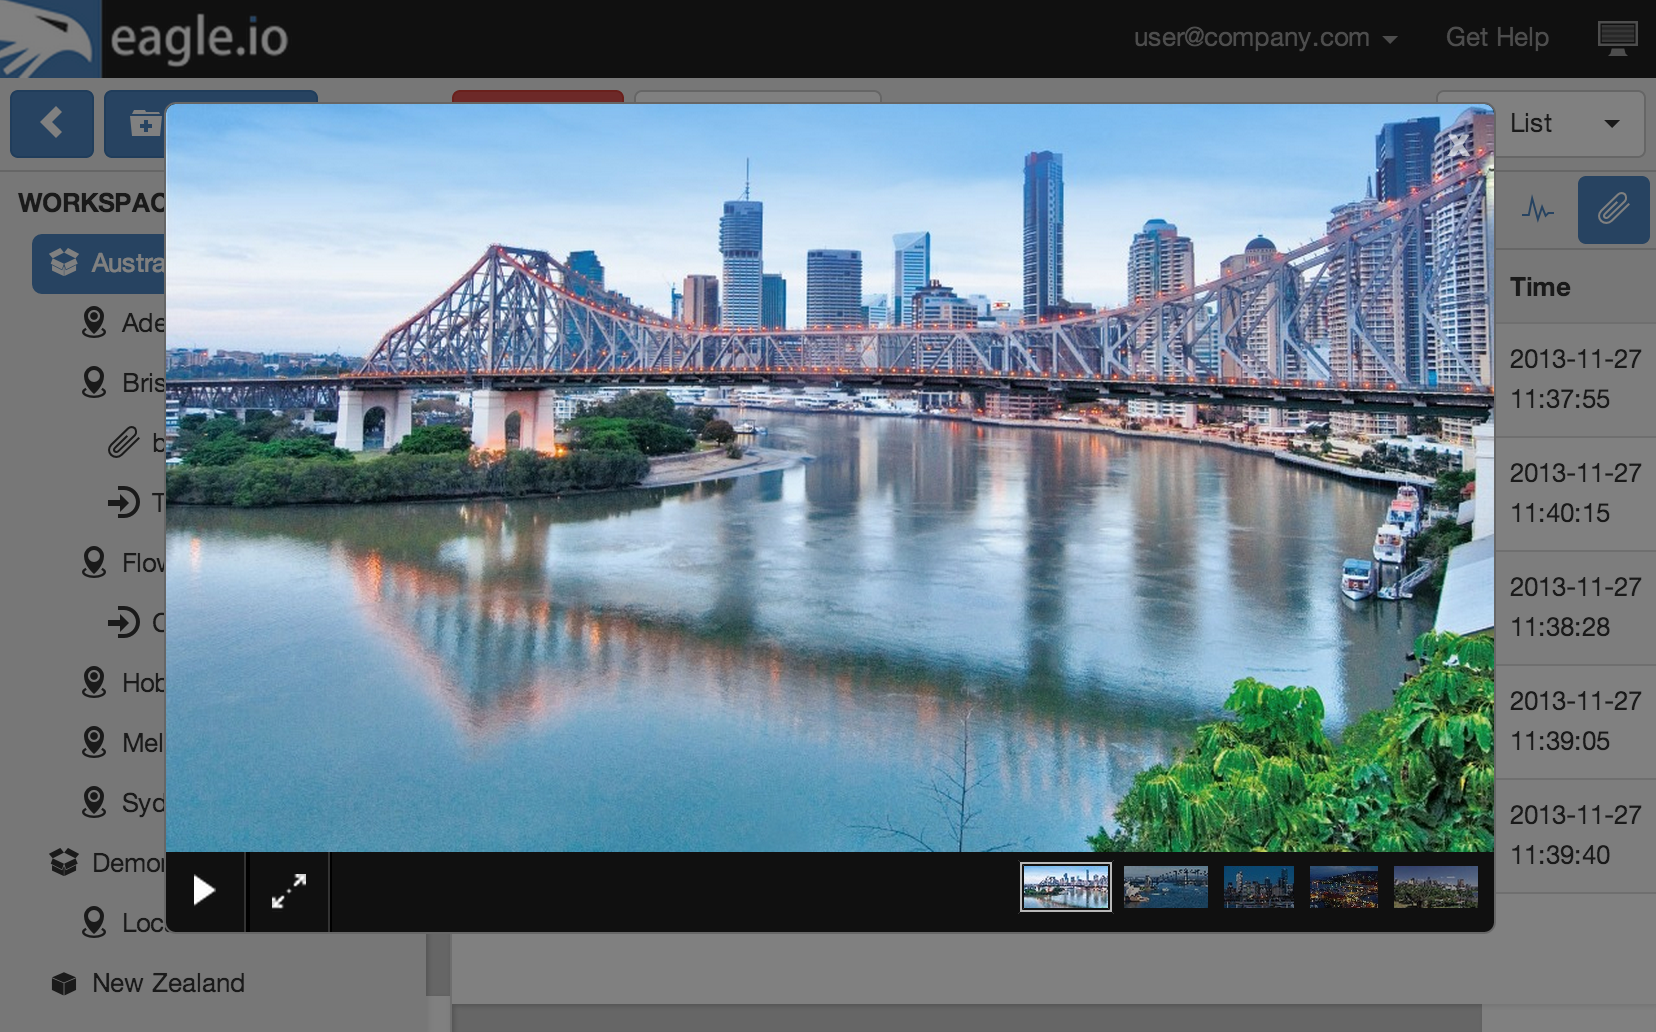 eagle.io
user@company.com
Get Help
List
WORKSPAC
Austra
Time
Ade
2013-11-27
11:37:55
Bris
b
2013-11-27
11:40:15
T
Flov
2013-11-27
11:38:28
C
Hob
2013-11-27
11:39:05
Mel
Syd
2013-11-27
11:39:40
Demor
Loc
New Zealand